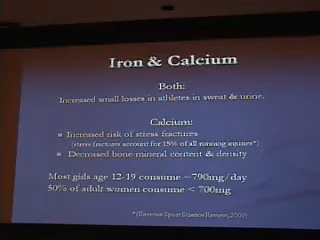 Iron & Calcium
Both:
Increased small losses in athletes in sweat & urine.
Calcium:
Increased risk of stress fractures
(stress fractures account for 15% of all running injuries*)
Decreased bone mineral content & density
Most girls age 12-19 consume ~790mg/day
50% of adult women consume < 700mg
Sport Science Review, 2000)